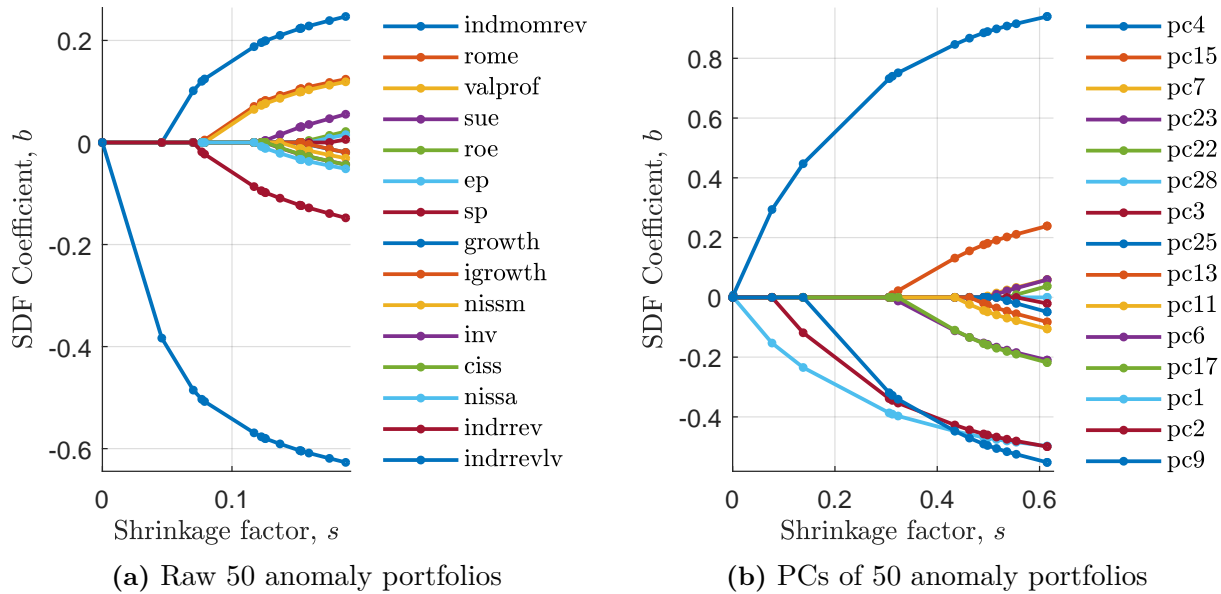 0.2
0
-0.2
-0.4
-0.6
SDF Coefficient, b
0
0.1
Shrinkage factor, s
indmomrev
rome
valprof
sue
roe
ep
sp
growth
igrowth
nissm
inv
ciss
nissa
indrrev
indrrevlv
(a) Raw 50 anomaly portfolios
0.8
0.6
0.4
0.2
0
-0.2
-0.4
SDF Coefficient, b
0
0.2
0.4
0.6
Shrinkage factor, s
pc4
pc15
pc7
pc23
pc22
pc28
pc3
pc25
pc13
pc11
pc6
pc17
pc1
pc2
pc9
(b) PCs of 50 anomaly portfolios